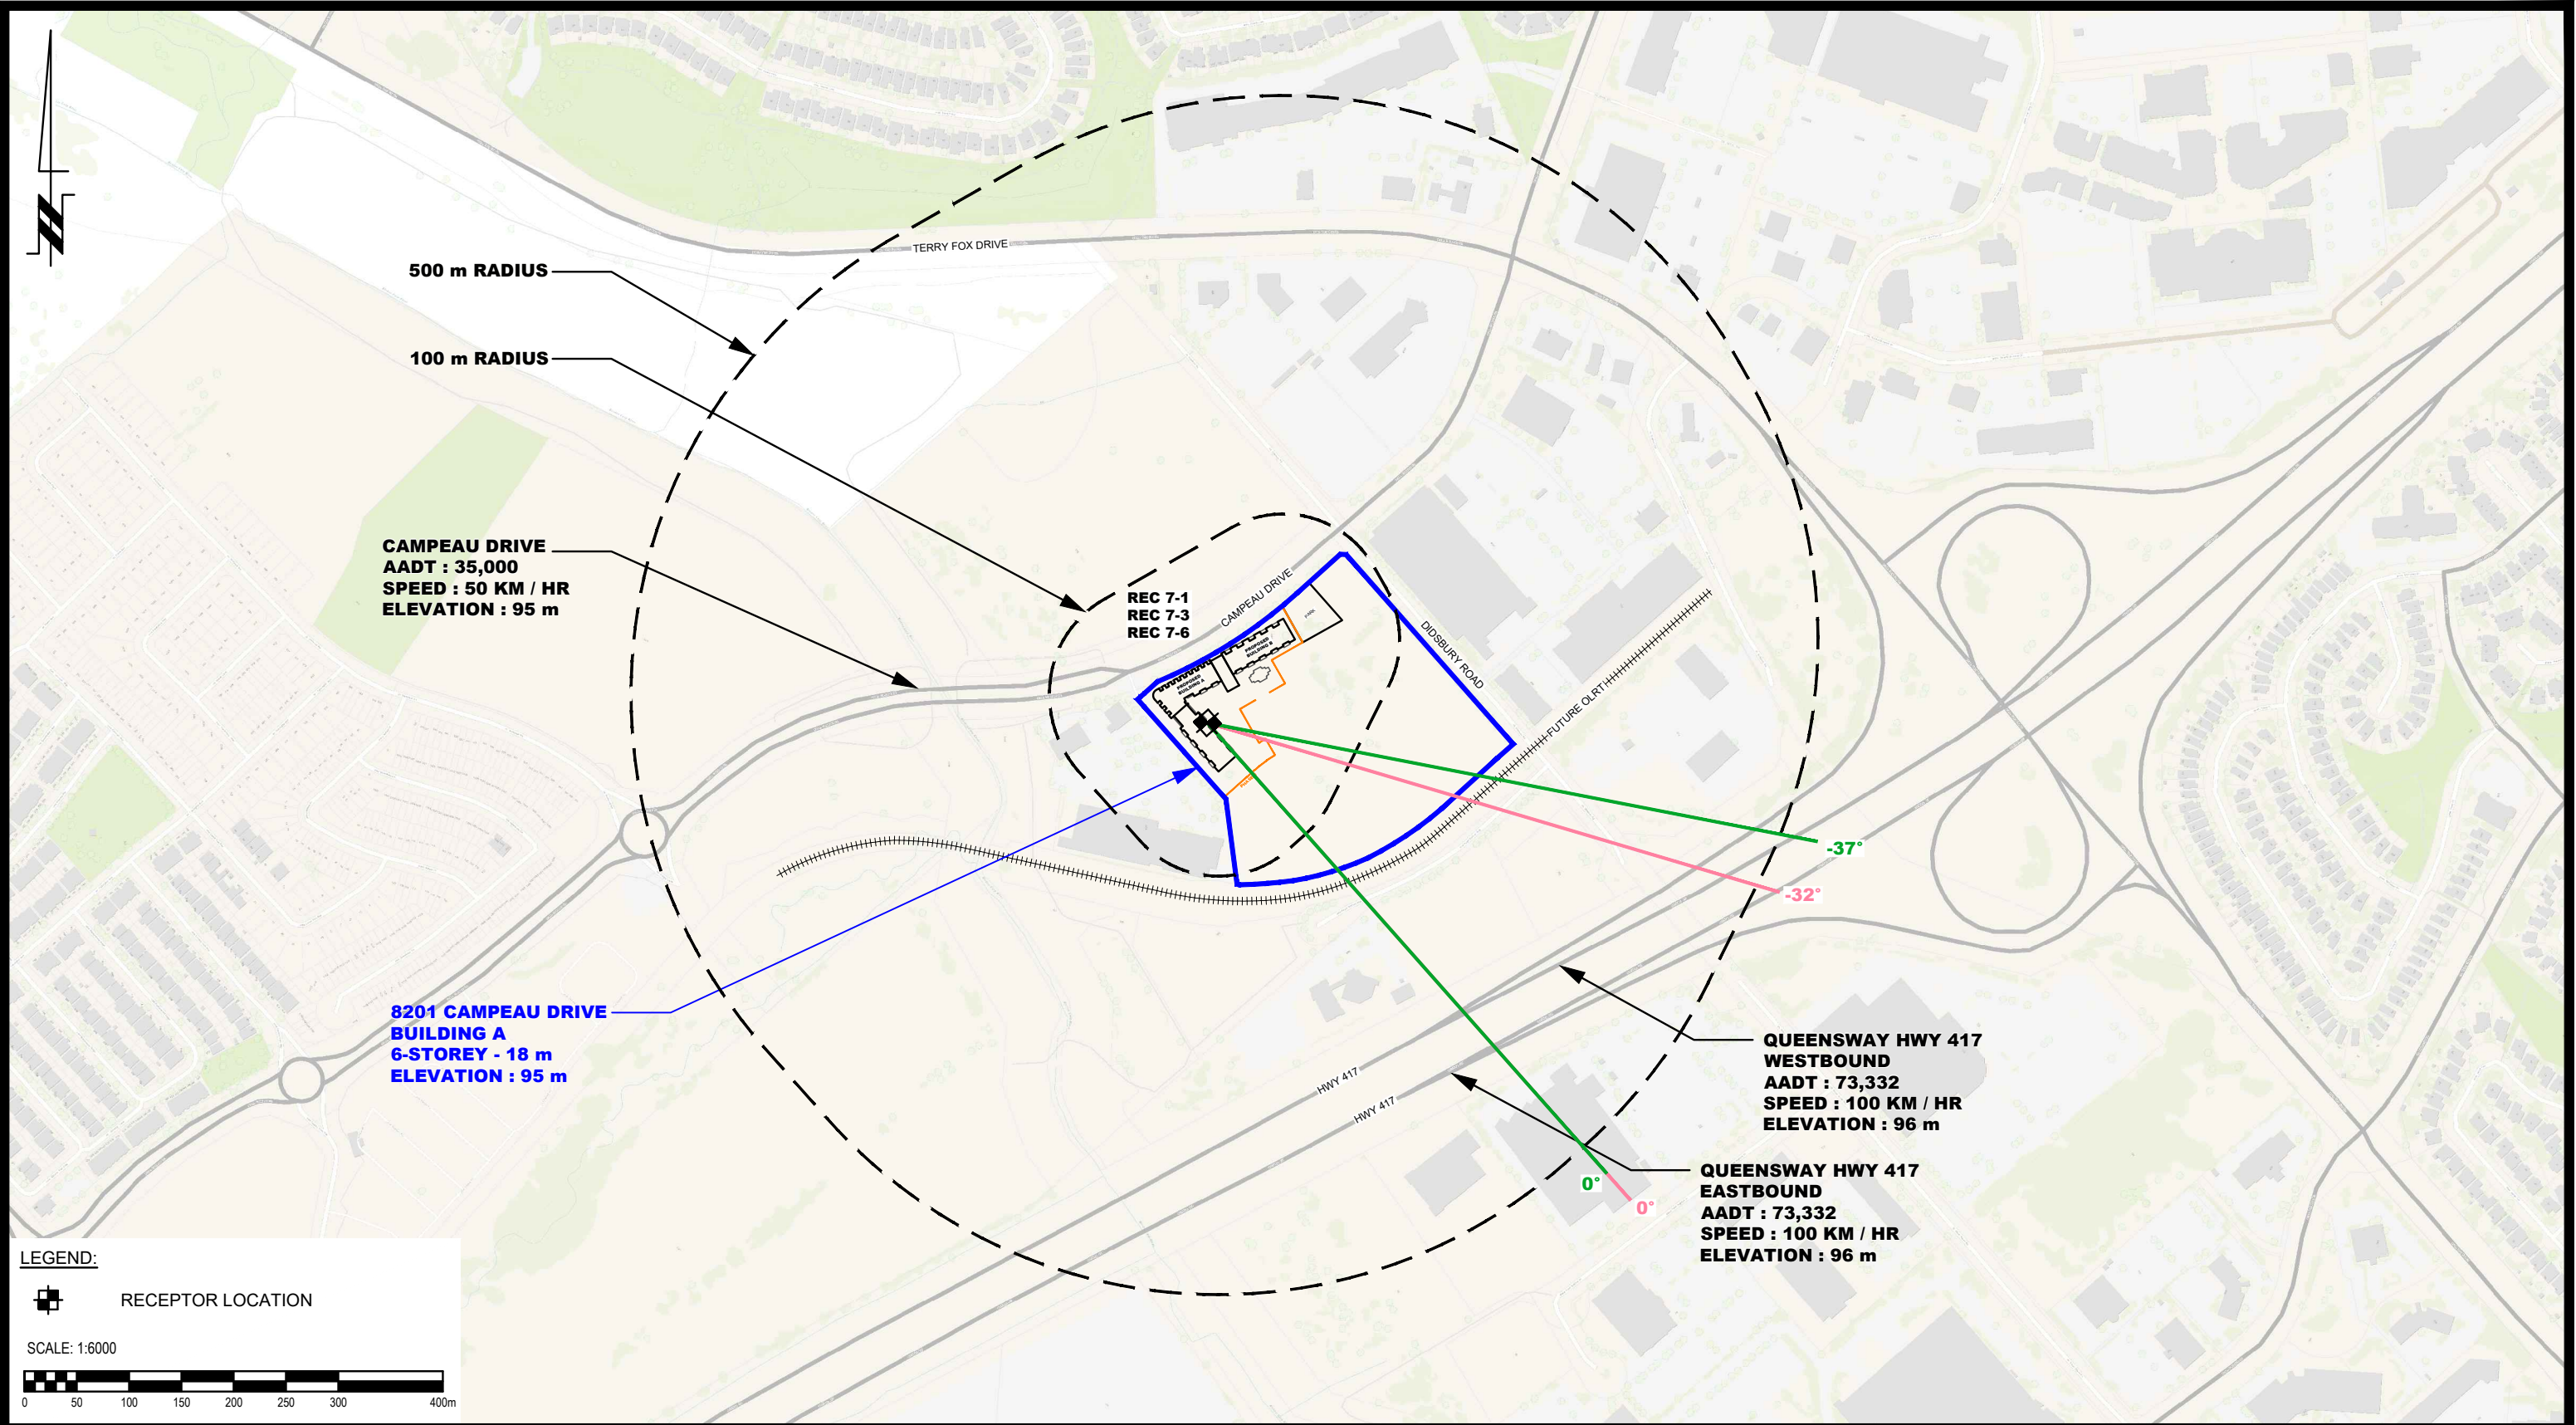 TERRY FOX DRIVE
500 m RADIUS
100 m RADIUS
CAMPEAU DRIVE
AADT : 35,000
SPEED : 50 KM / HR
ELEVATION : 95 m
REC 7-1
REC 7-3
REC 7-6
CAMPEAU DRIVE
DIDSBURY ROAD
PROPOSED
BUILDING B
PROPOSED
BUILDING A
FUTURE OLRT
-37°
-32°
8201 CAMPEAU DRIVE
BUILDING A
6-STOREY - 18 m
ELEVATION : 95 m
HWY 417
HWY 417
QUEENSWAY HWY 417
WESTBOUND
AADT : 73,332
SPEED : 100 KM / HR
ELEVATION : 96 m
0°
0°
QUEENSWAY HWY 417
EASTBOUND
AADT : 73,332
SPEED : 100 KM / HR
ELEVATION : 96 m
LEGEND:
RECEPTOR LOCATION
SCALE: 1:6000
0 50 100 150 200 250 300 400m